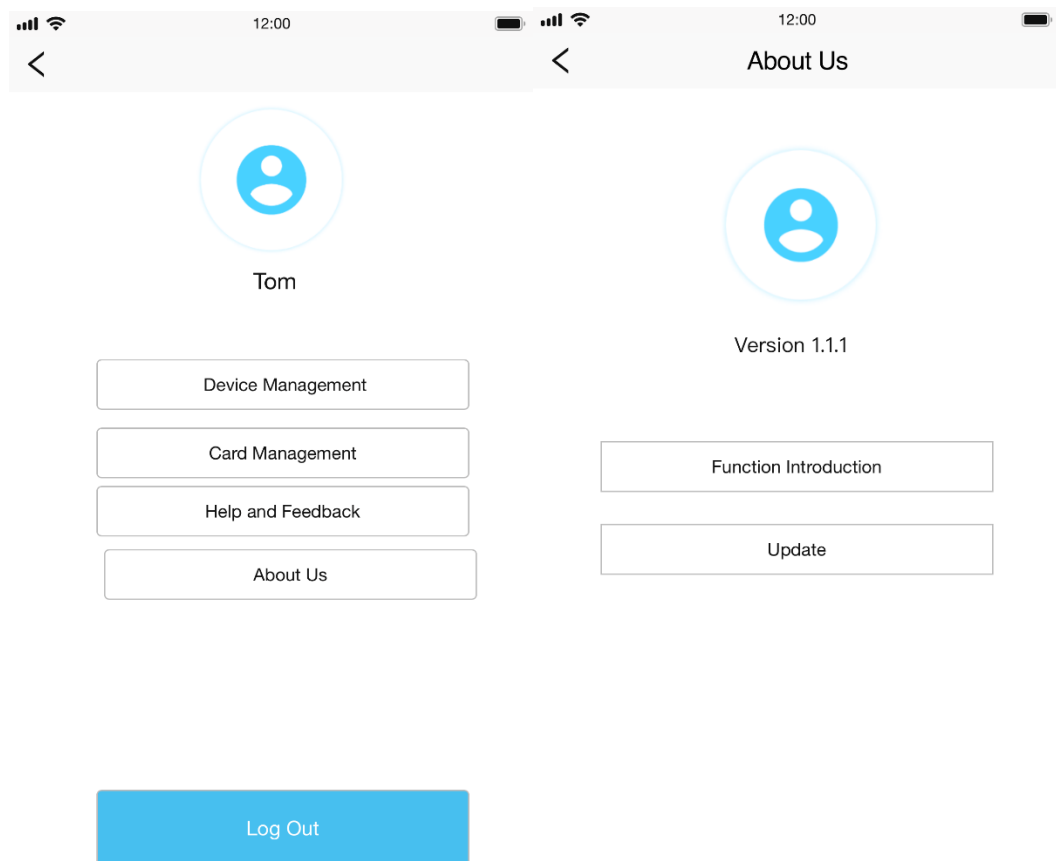 12:00
Tom
Device Management
Card Management
Help and Feedback
About Us
Log Out
12:00
About Us
Version 1.1.1
Function Introduction
Update